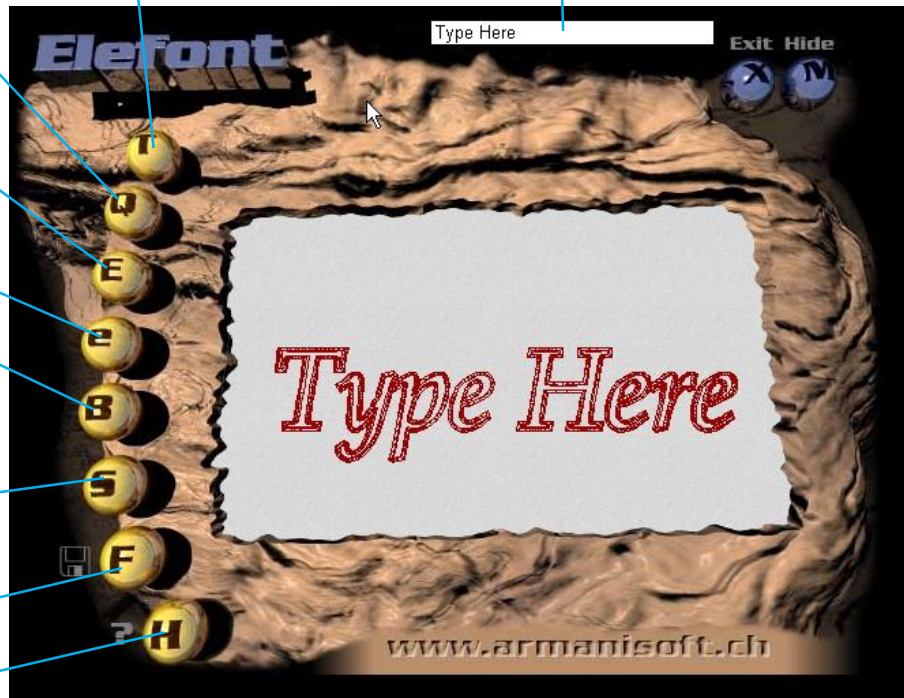 Type Here
Elefont
Exit Hide
X M
T
Q
E
e
B
Type Here
S
F
? H
www.armanisoft.ch